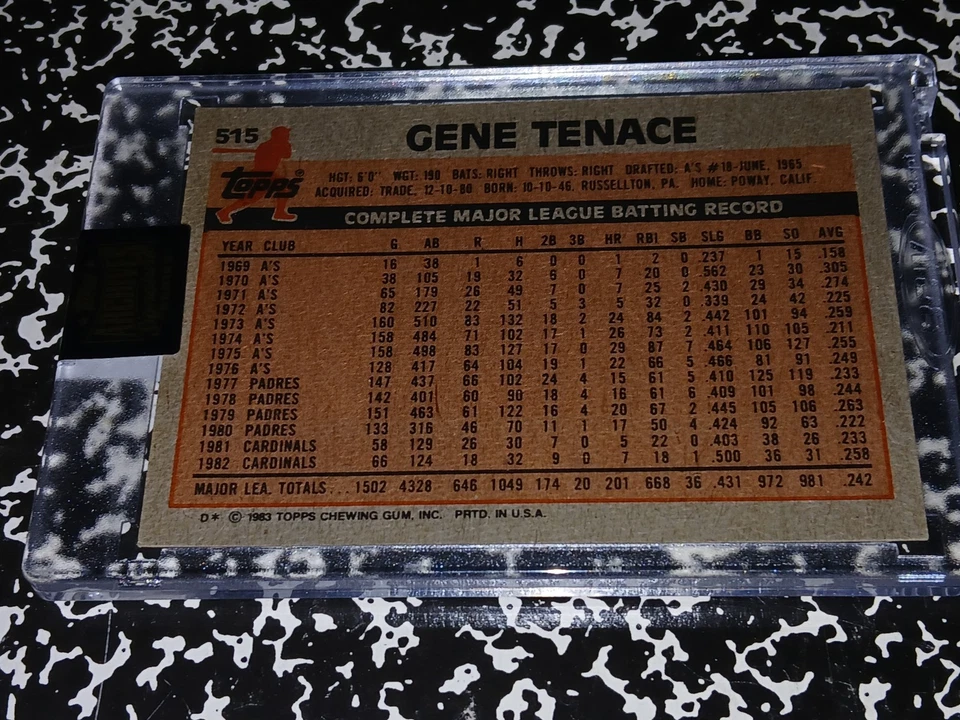 515 GENE TENACE
Topps®
HGT: 6'0" WGT: 190 BATS: RIGHT THROWS: RIGHT DRAFTED: A'S #18-JUNE, 1965
ACQUIRED: TRADE, 12-10-80 BORN: 10-10-46, RUSSELLTON, PA. HOME: POWAY, CALIF.
COMPLETE MAJOR LEAGUE BATTING RECORD
YEAR CLUB G AB R H 2B 3B HR RBI SB SLG BB SO AVG
1969 A'S 16 38 1 6 0 0 1 2 0 .237 1 15 .158
1970 A'S 38 105 19 32 6 0 7 20 0 .562 23 30 .305
1971 A'S 65 179 26 49 7 0 7 25 2 .430 29 34 .274
1972 A'S 82 227 22 51 5 3 5 32 0 .339 24 42 .225
1973 A'S 160 510 83 132 18 2 24 84 2 .442 101 94 .259
1974 A'S 158 484 71 102 17 1 26 73 2 .411 110 105 .211
1975 A'S 158 498 83 127 17 0 29 87 7 .464 106 127 .255
1976 A'S 128 417 64 104 19 1 22 66 5 .466 81 91 .249
1977 PADRES 147 437 66 102 24 4 15 61 5 .410 125 119 .233
1978 PADRES 142 401 60 90 18 4 16 61 6 .409 101 98 .244
1979 PADRES 151 463 61 122 16 4 20 67 2 .445 105 106 .263
1980 PADRES 133 316 46 70 11 1 17 50 4 .424 92 63 .222
1981 CARDINALS 58 129 26 30 7 0 5 22 0 .403 38 26 .233
1982 CARDINALS 66 124 18 32 9 0 7 18 1 .500 36 31 .258
MAJOR LEA. TOTALS... 1502 4328 646 1049 174 20 201 668 36 .431 972 981 .242
D* © 1983 TOPPS CHEWING GUM, INC. PRTD. IN U.S.A.